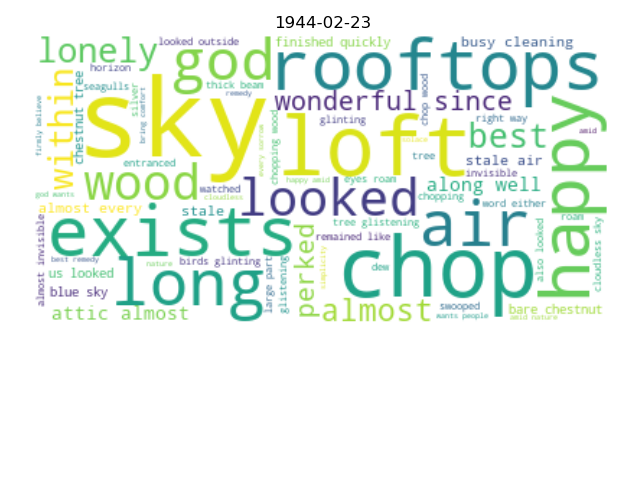 1944-02-23
lonely
looked outside
god
finished quickly
rooftops
busy cleaning
horizon
seagulls
thick beam
remedy
firmly believe
within
chestnut tree
silver
bring comfort
sky
wonderful since
chop wood
right way
happy
amid
loft
glinting
best
every sorrow
chopping wood
solace
tree
stale air
entranced
invisible
wood
watched
cloudless
happy amid
eyes roam
along well
god wants
almost every
stale
looked
chopping
word either
roam
almost invisible
exists
tree glistening
air
perked
remained like
also looked
cloudless sky
best remedy
nature
birds glinting
large part
glistening
simplicity
chop
dew
us looked
blue sky
long
swooped
attic almost
almost
wants people
bare chestnut
amid nature